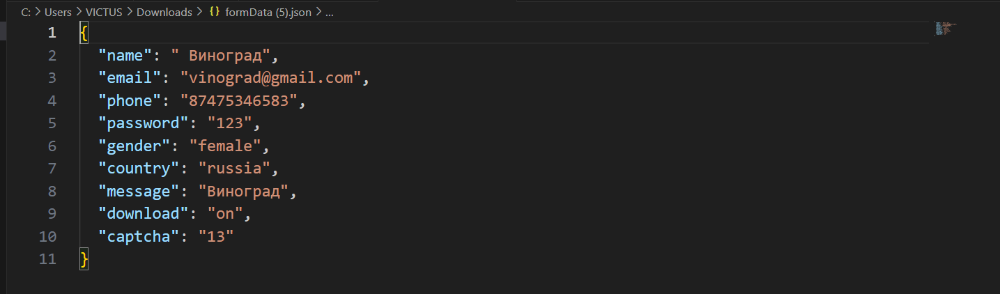 C: > Users > VICTUS > Downloads > {} formData (5).json > ...
1 {
2 "name": " Виноград",
3 "email": "vinograd@gmail.com",
4 "phone": "87475346583",
5 "password": "123",
6 "gender": "female",
7 "country": "russia",
8 "message": "Виноград",
9 "download": "on",
10 "captcha": "13"
11 }